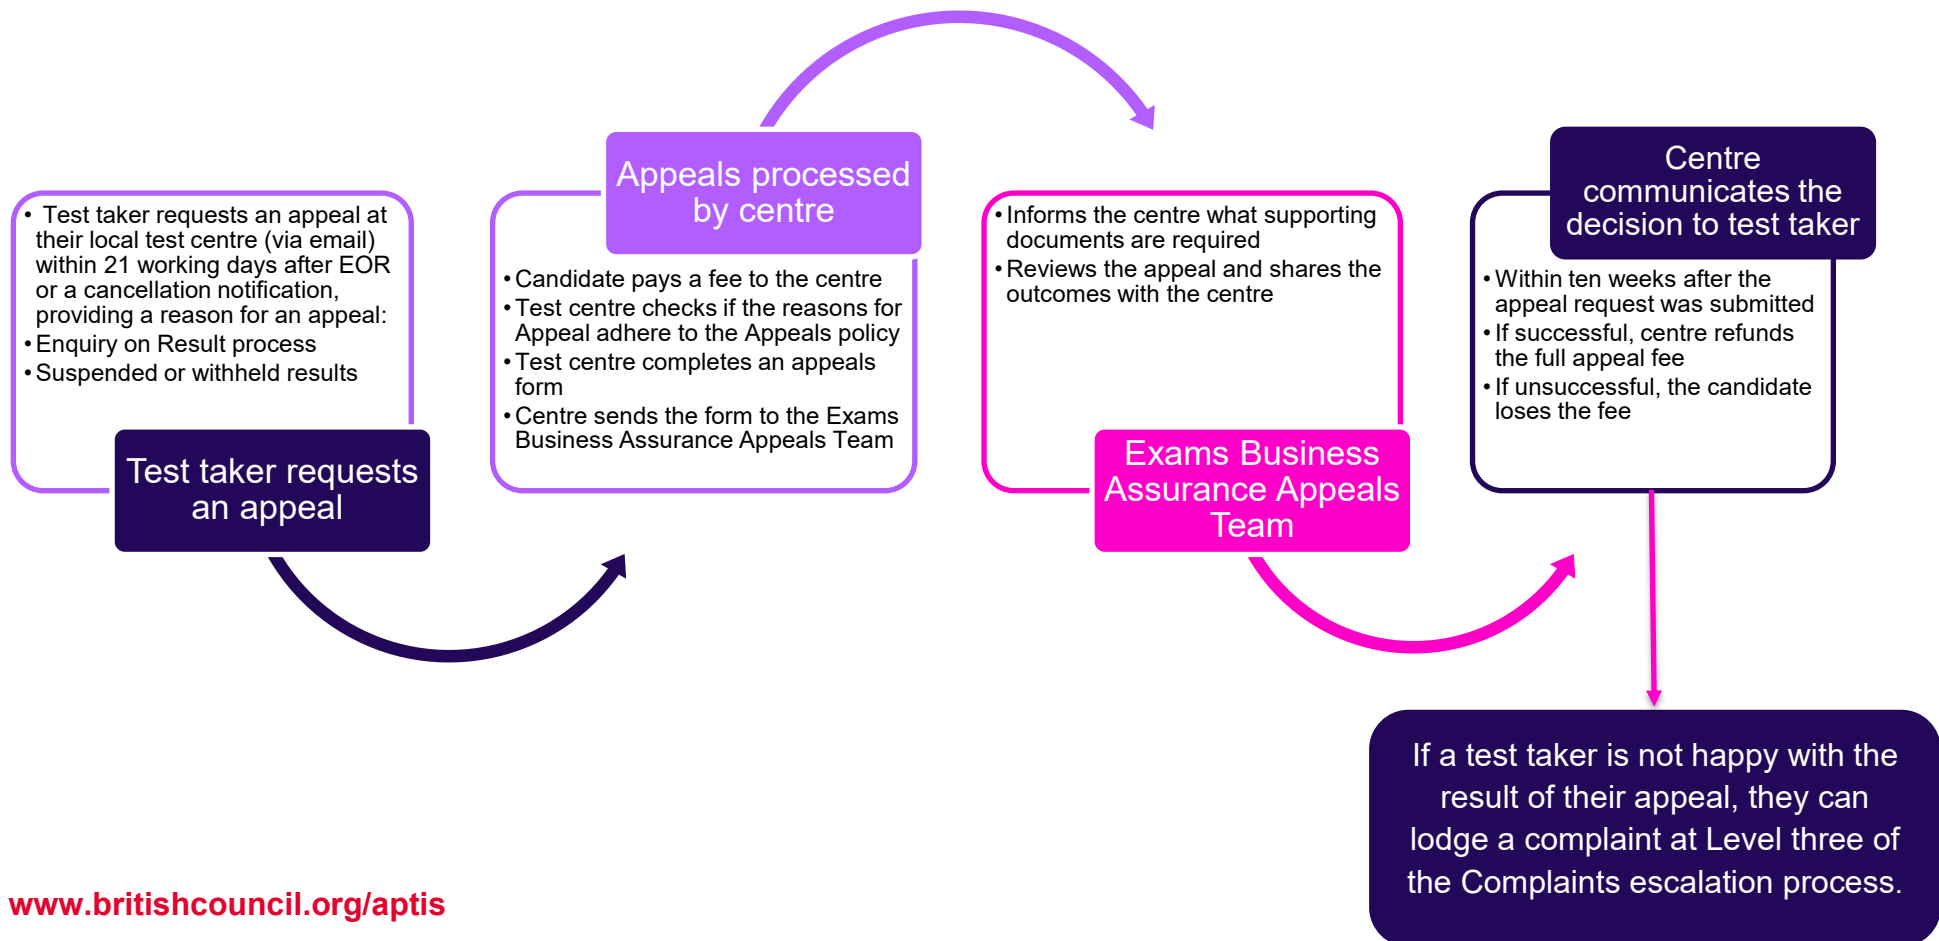 Test taker requests an appeal at
their local test centre (via email)
within 21 working days after EOR
or a cancellation notification,
providing a reason for an appeal:
Enquiry on Result process
Suspended or withheld results
Test taker requests
an appeal
Appeals processed
by centre
Candidate pays a fee to the centre
Test centre checks if the reasons for
Appeal adhere to the Appeals policy
Test centre completes an appeals
form
Centre sends the form to the Exams
Business Assurance Appeals Team
Informs the centre what supporting
documents are required
Reviews the appeal and shares the
outcomes with the centre
Exams Business
Assurance Appeals
Team
Centre
communicates the
decision to test taker
Within ten weeks after the
appeal request was submitted
If successful, centre refunds
the full appeal fee
If unsuccessful, the candidate
loses the fee
If a test taker is not happy with the
result of their appeal, they can
lodge a complaint at Level three of
the Complaints escalation process.
www.britishcouncil.org/aptis